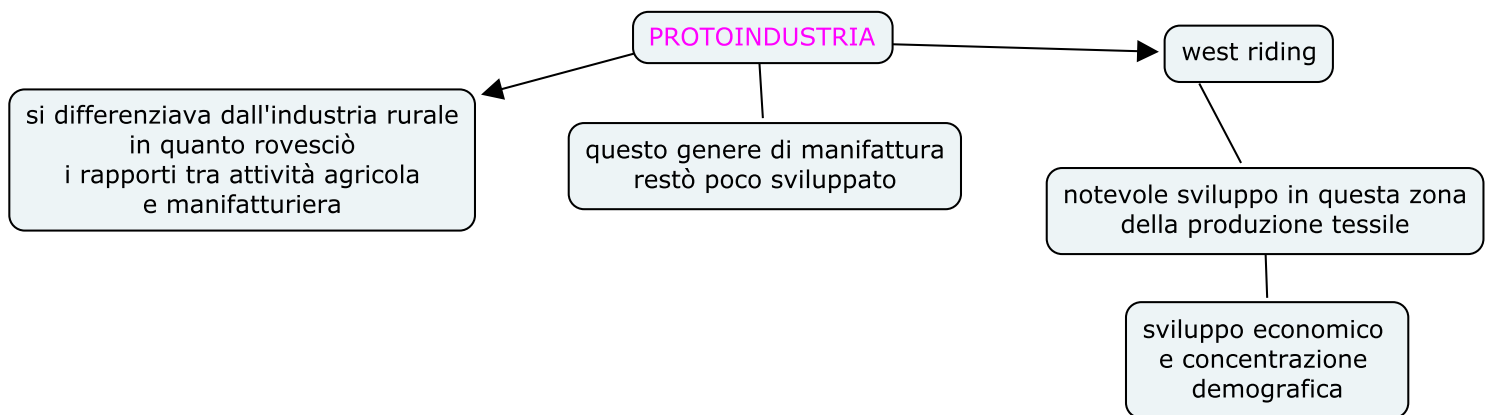 PROTOINDUSTRIA
si differenziava dall'industria rurale
in quanto rovesciò
i rapporti tra attività agricola
e manifatturiera
questo genere di manifattura
restò poco sviluppato
west riding
notevole sviluppo in questa zona
della produzione tessile
sviluppo economico
e concentrazione
demografica